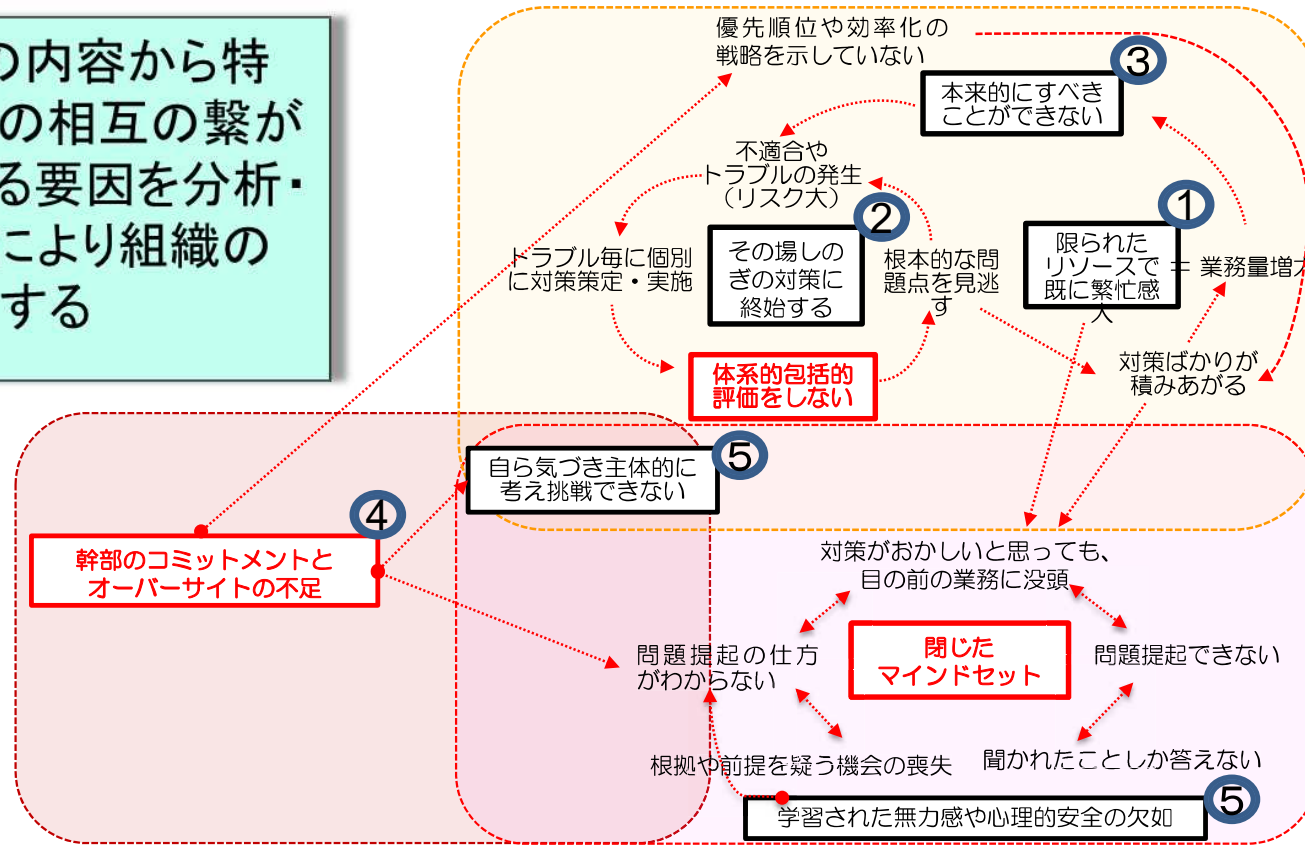 の内容から特
の相互の繋が
る要因を分析・
により組織の
する
優先順位や効率化の
戦略を示していない
③
本来的にすべき
ことができない
不適合や
トラブルの発生
(リスク大)
①
②
トラブル毎に個別
に対策策定・実施
その場しの
ぎの対策に
終始する
根本的な問
題点を見逃
す
限られた
リソースで
既に繁忙感
= 業務量増大
体系的包括的
評価をしない
対策ばかりが
積みあがる
⑤
自ら気づき主体的に
考え挑戦できない
④
幹部のコミットメントと
オーバーサイトの不足
対策がおかしいと思っても、
目の前の業務に没頭
閉じた
マインドセット
問題提起の仕方
がわからない
問題提起できない
根拠や前提を疑う機会の喪失
聞かれたことしか答えない
⑤
学習された無力感や心理的安全の欠如